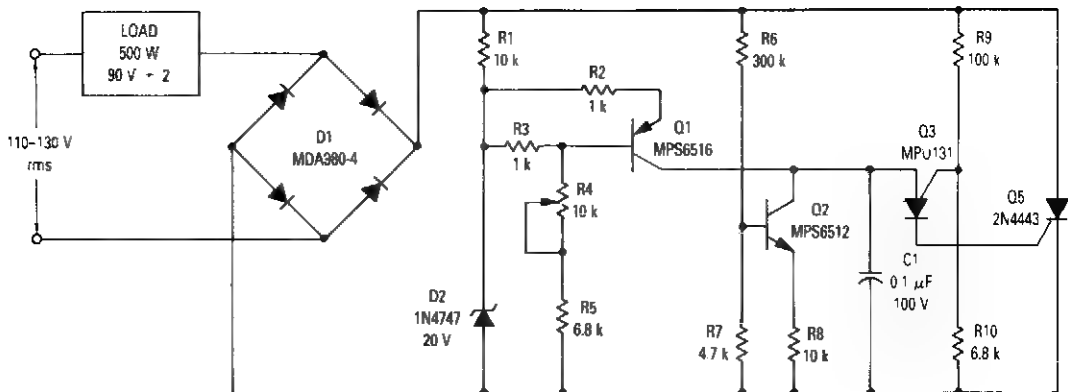 LOAD
500 W
90 V ÷ 2
110–130 V
rms
D1
MDA980-4
R1
10 k
R2
1 k
R3
1 k
R4
10 k
D2
1N4747
20 V
R5
6.8 k
Q1
MPS6516
R6
300 k
Q2
MPS6512
R7
4.7 k
R8
10 k
C1
0 1 μF
100 V
Q3
MPU131
R9
100 k
Q5
2N4443
R10
6.8 k